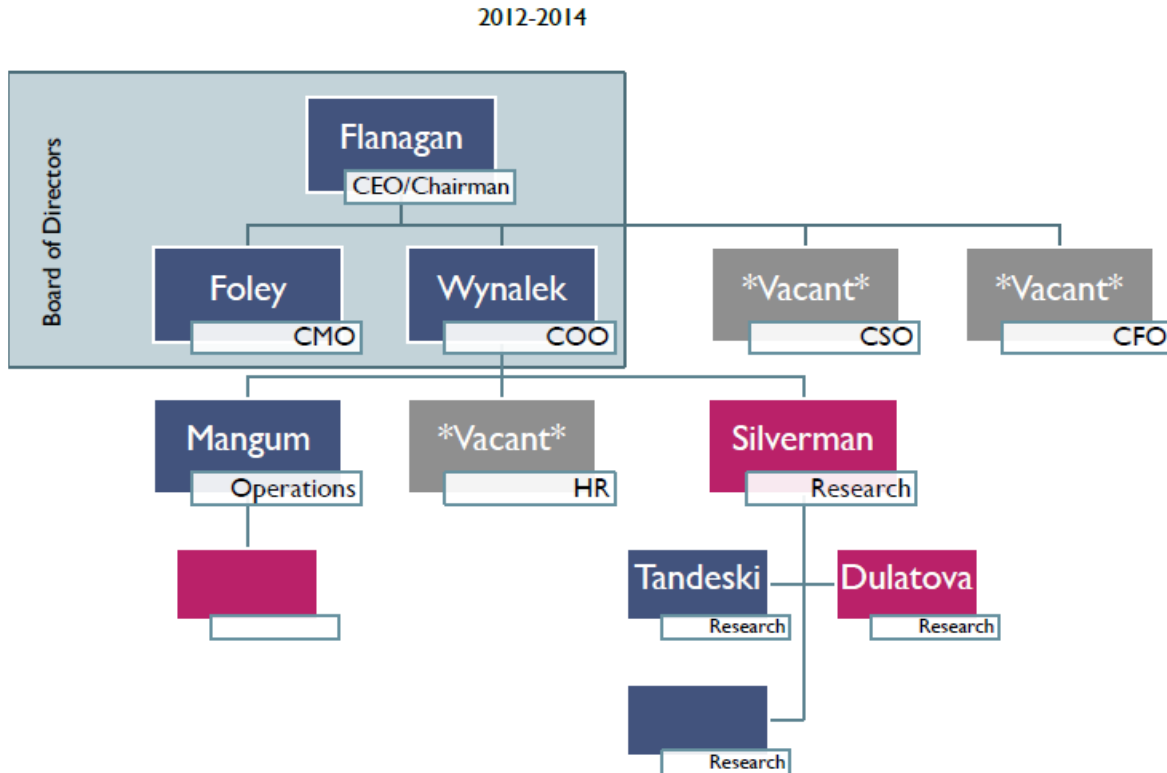 2012-2014
Board of Directors
Flanagan
CEO/Chairman
Foley
CMO
Wynalek
COO
*Vacant*
CSO
*Vacant*
CFO
Mangum
Operations
*Vacant*
HR
Silverman
Research
Tandeski
Research
Dulatova
Research
Research